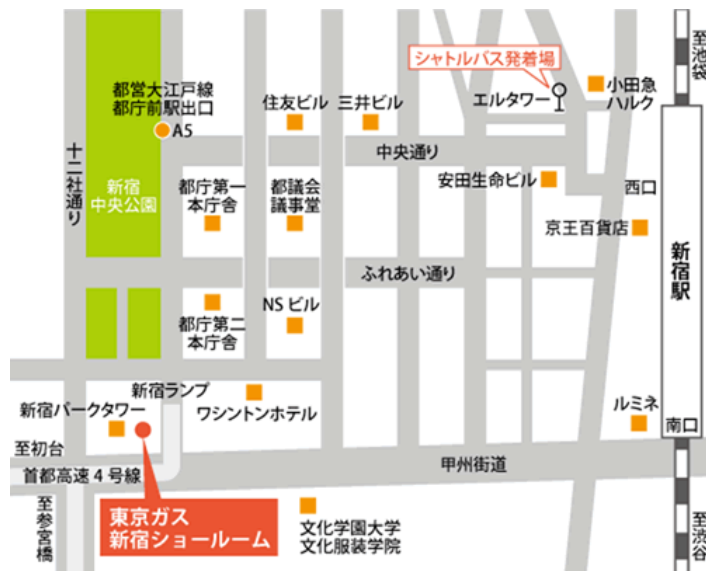 シャトルバス発着場
至池袋
都営大江戸線
都庁前駅出口
A5
住友ビル
三井ビル
エルタワー
小田急
ハルク
十二社通り
中央通り
新宿
中央公園
都庁第一
本庁舎
都議会
議事堂
安田生命ビル
西口
京王百貨店
新宿駅
ふれあい通り
都庁第二
本庁舎
NSビル
新宿ランプ
新宿パークタワー
ワシントンホテル
ルミネ
南口
至初台
首都高速4号線
甲州街道
至参宮橋
東京ガス
新宿ショールーム
文化学園大学
文化服装学院
至渋谷